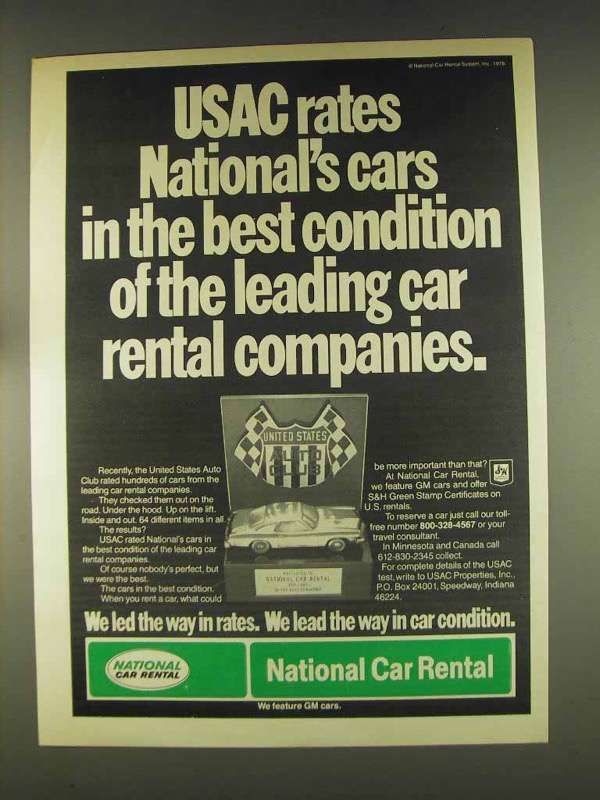 © National Car Rental System, Inc. 1976
USAC rates
National's cars
in the best condition
of the leading car
rental companies.
UNITED STATES
AUTO
CLUB
NATIONAL CAR RENTAL
Recently, the United States Auto
Club rated hundreds of cars from the
leading car rental companies.
They checked them out on the
road. Under the hood. Up on the lift.
Inside and out. 64 different items in all.
The results?
USAC rated National's cars in
the best condition of the leading car
rental companies.
Of course nobody's perfect, but
we were the best.
The cars in the best condition.
When you rent a car, what could
be more important than that?
At National Car Rental,
we feature GM cars and offer
S&H Green Stamp Certificates on
U.S. rentals.
To reserve a car just call our toll-
free number 800-328-4567 or your
travel consultant.
In Minnesota and Canada call
612-830-2345 collect.
For complete details of the USAC
test, write to USAC Properties, Inc.,
P.O. Box 24001, Speedway, Indiana
46224.
S&H
We led the way in rates. We lead the way in car condition.
NATIONAL
CAR RENTAL
National Car Rental
We feature GM cars.